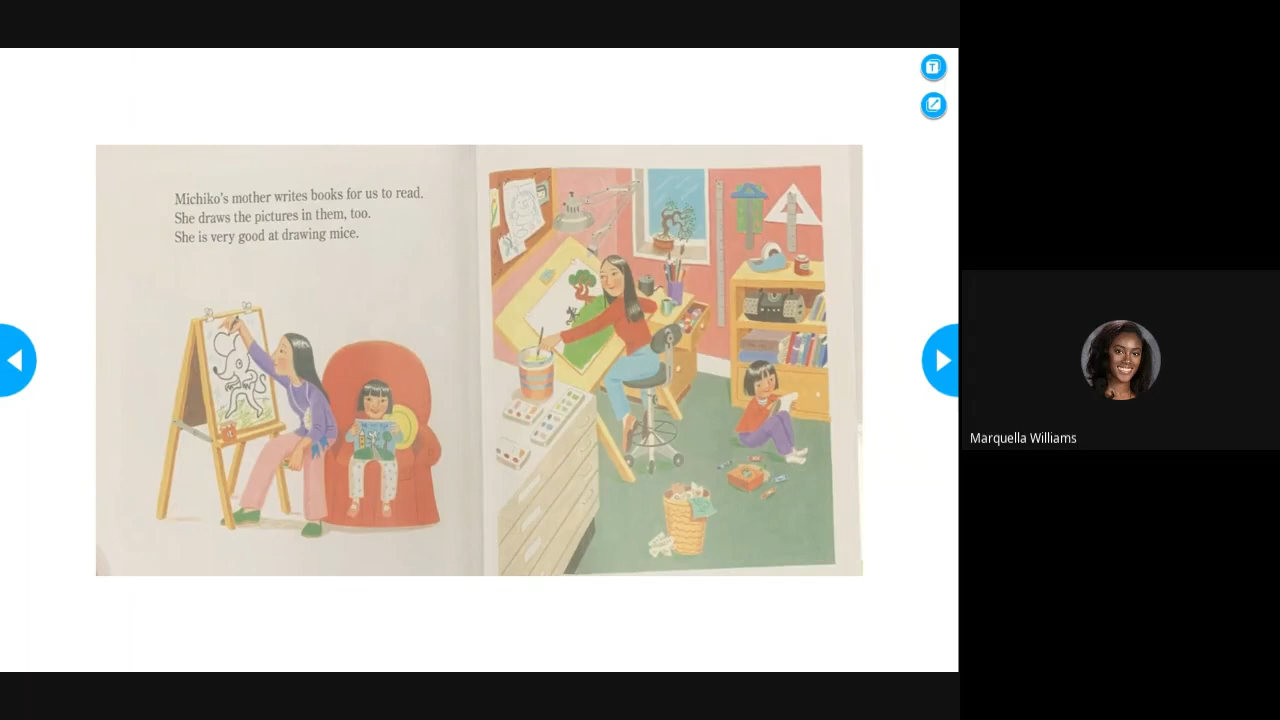 Michiko's mother writes books for us to read.
She draws the pictures in them, too.
She is very good at drawing mice.
Marquella Williams